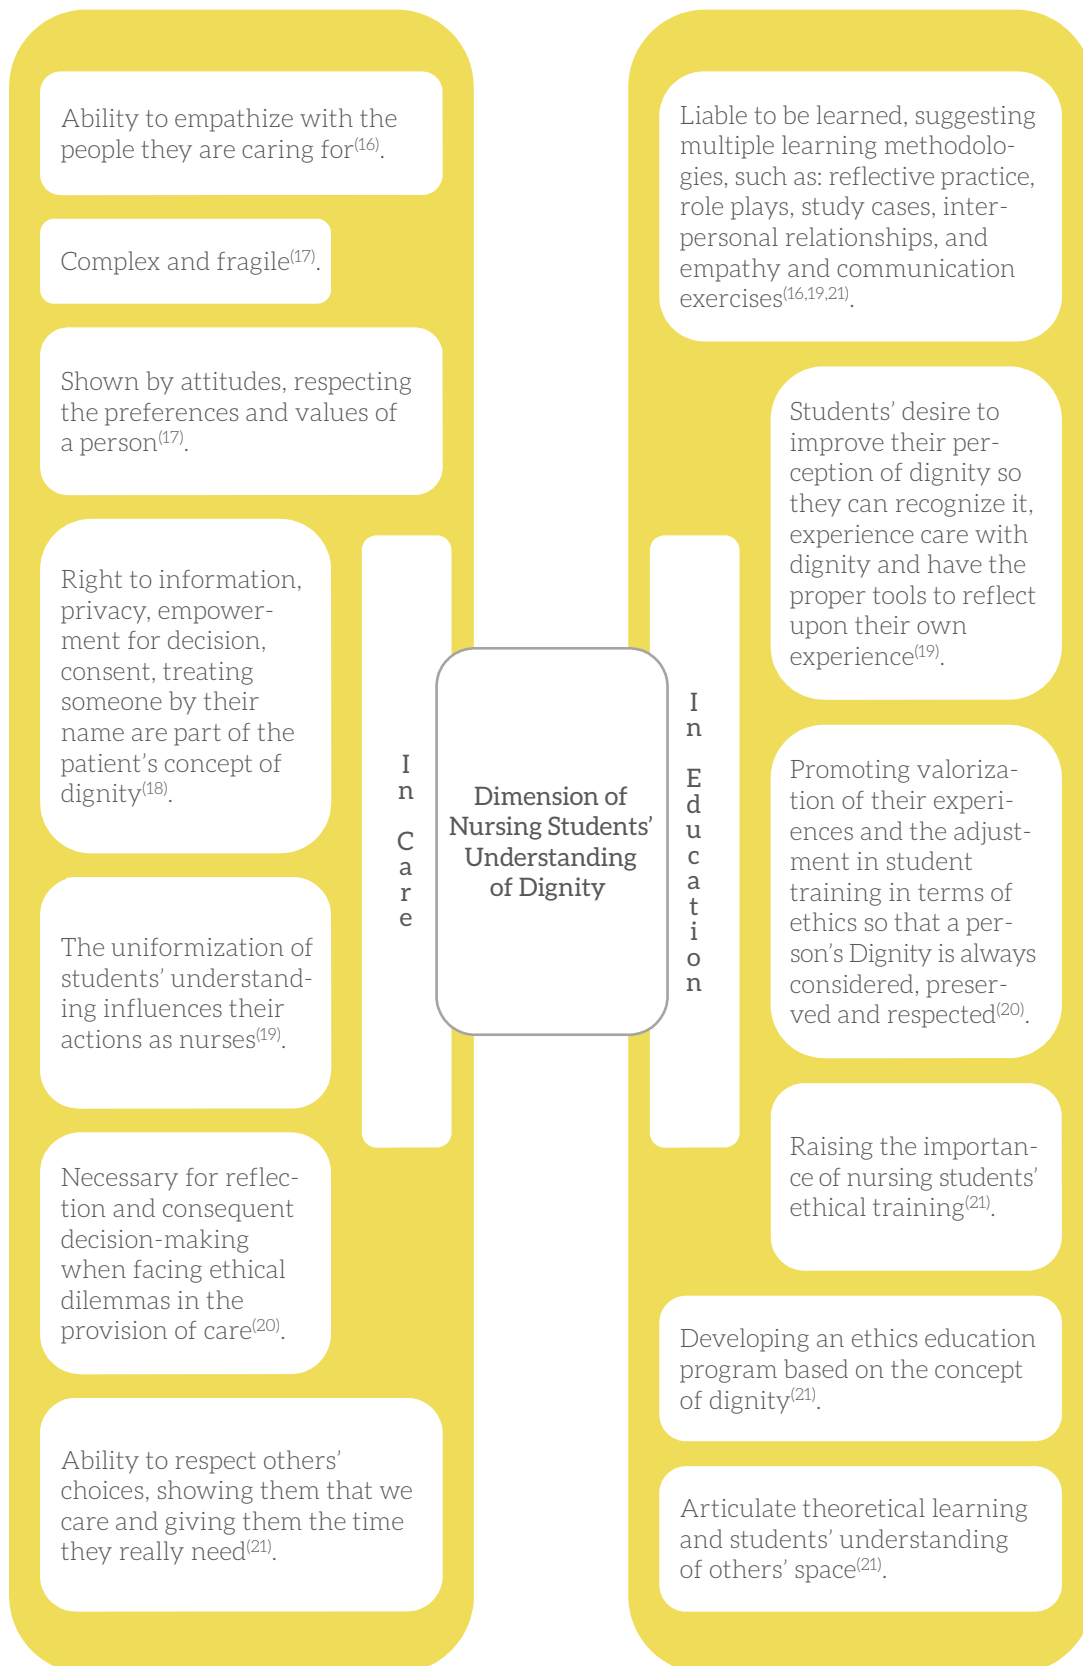 Ability to empathize with the
people they are caring for(16).
Complex and fragile(17).
Shown by attitudes, respecting
the preferences and values of
a person(17).
Right to information,
privacy, empower-
ment for decision,
consent, treating
someone by their
name are part of the
patient’s concept of
dignity(18).
The uniformization of
students’ understand-
ing influences their
actions as nurses(19).
Necessary for reflec-
tion and consequent
decision-making
when facing ethical
dilemmas in the
provision of care(20).
Ability to respect others’
choices, showing them that we
care and giving them the time
they really need(21).
In Care
Dimension of
Nursing Students’
Understanding
of Dignity
In Education
Liable to be learned, suggesting
multiple learning methodolo-
gies, such as: reflective practice,
role plays, study cases, inter-
personal relationships, and
empathy and communication
exercises(16,19,21).
Students’ desire to
improve their per-
ception of dignity so
they can recognize it,
experience care with
dignity and have the
proper tools to reflect
upon their own
experience(19).
Promoting valoriza-
tion of their experi-
ences and the adjust-
ment in student
training in terms of
ethics so that a per-
son’s Dignity is always
considered, preser-
ved and respected(20).
Raising the importan-
ce of nursing students’
ethical training(21).
Developing an ethics education
program based on the concept
of dignity(21).
Articulate theoretical learning
and students’ understanding
of others’ space(21).